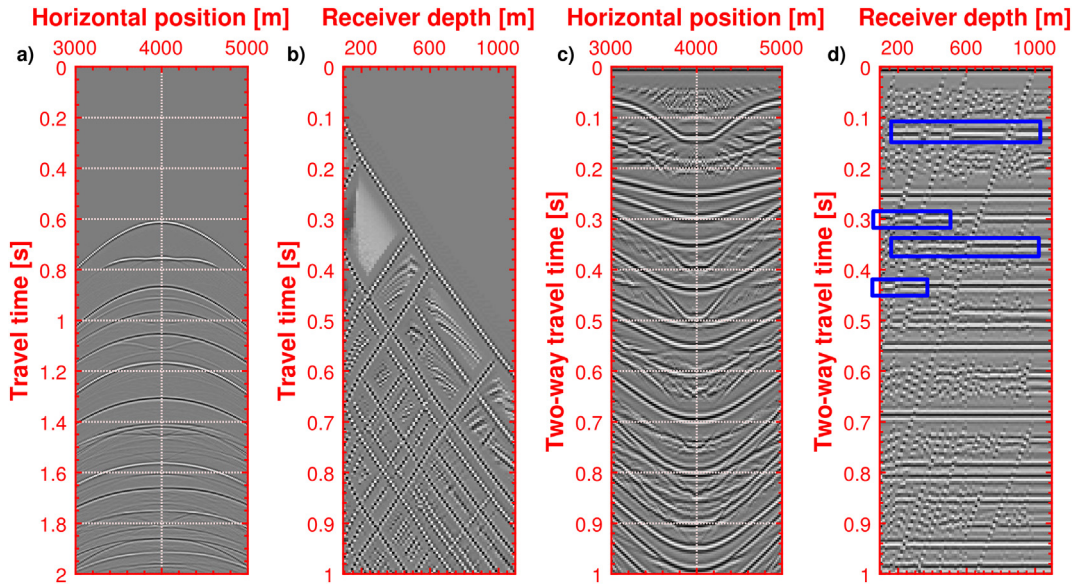 Horizontal position [m]
3000 4000 5000
a)
0
0.2
0.4
0.6
0.8
1
1.2
1.4
1.6
1.8
2
Travel time [s]
Receiver depth [m]
200 600 1000
b)
0
0.1
0.2
0.3
0.4
0.5
0.6
0.7
0.8
0.9
1
Travel time [s]
Horizontal position [m]
3000 4000 5000
c)
0
0.1
0.2
0.3
0.4
0.5
0.6
0.7
0.8
0.9
1
Two-way travel time [s]
Receiver depth [m]
200 600 1000
d)
0
0.1
0.2
0.3
0.4
0.5
0.6
0.7
0.8
0.9
1
Two-way travel time [s]